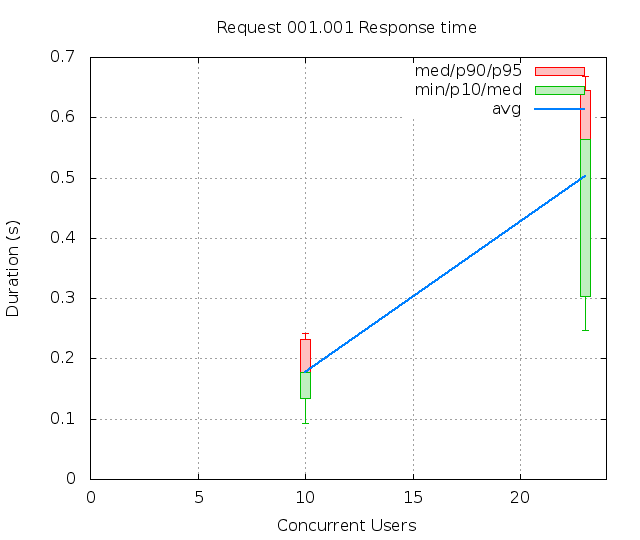 Request 001.001 Response time
med/p90/p95
min/p10/med
avg
Duration (s)
0.7
0.6
0.5
0.4
0.3
0.2
0.1
0
0 5 10 15 20
Concurrent Users